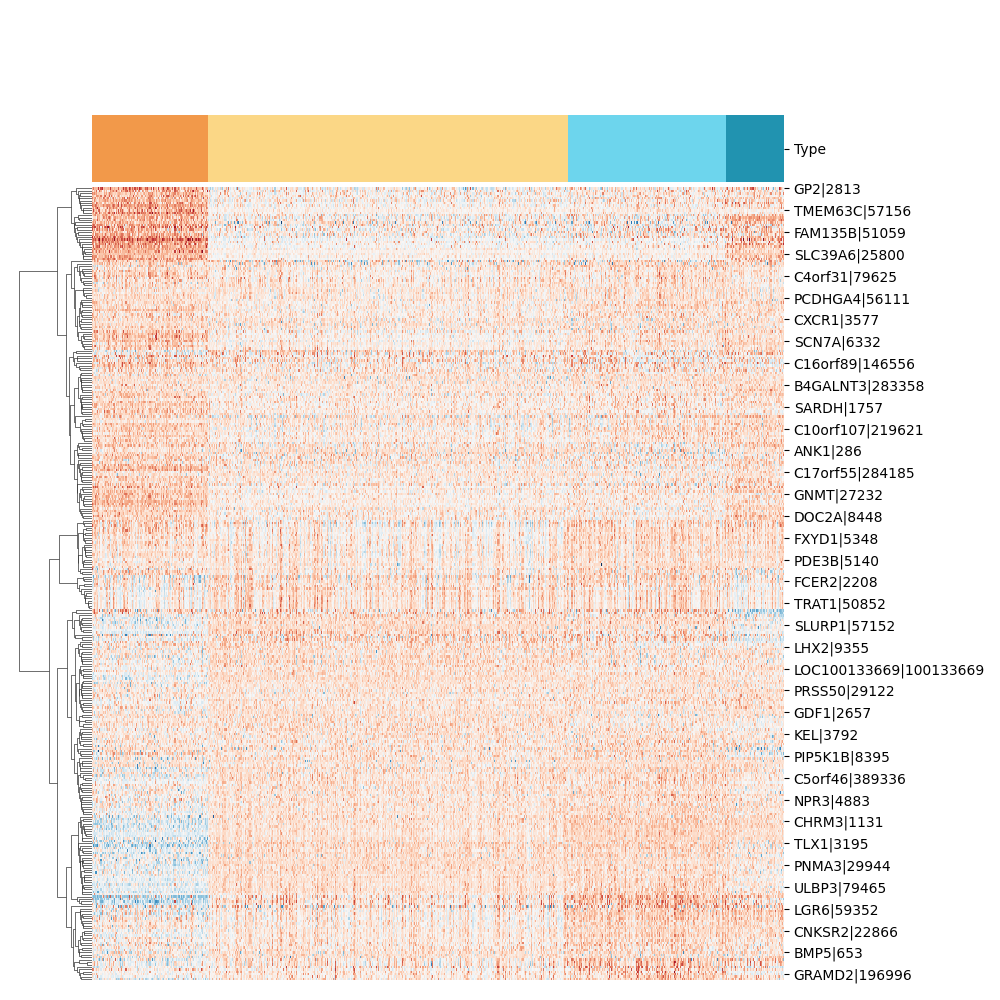 Type
GP2|2813
TMEM63C|57156
FAM135B|51059
SLC39A6|25800
C4orf31|79625
PCDHGA4|56111
CXCR1|3577
SCN7A|6332
C16orf89|146556
B4GALNT3|283358
SARDH|1757
C10orf107|219621
ANK1|286
C17orf55|284185
GNMT|27232
DOC2A|8448
FXYD1|5348
PDE3B|5140
FCER2|2208
TRAT1|50852
SLURP1|57152
LHX2|9355
LOC100133669|100133669
PRSS50|29122
GDF1|2657
KEL|3792
PIP5K1B|8395
C5orf46|389336
NPR3|4883
CHRM3|1131
TLX1|3195
PNMA3|29944
ULBP3|79465
LGR6|59352
CNKSR2|22866
BMP5|653
GRAMD2|196996